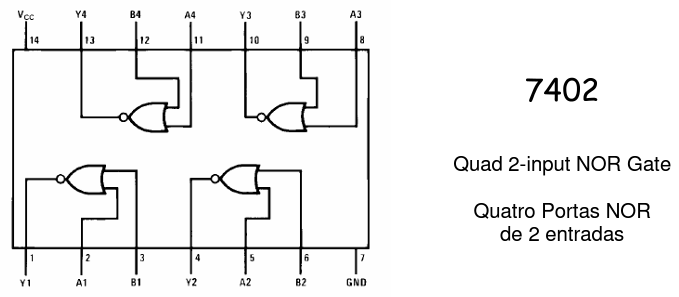 VCC Y4 B4 A4 Y3 B3 A3
14 13 12 11 10 9 8
7402
Quad 2-input NOR Gate
Quatro Portas NOR
de 2 entradas
1 2 3 4 5 6 7
Y1 A1 B1 Y2 A2 B2 GND